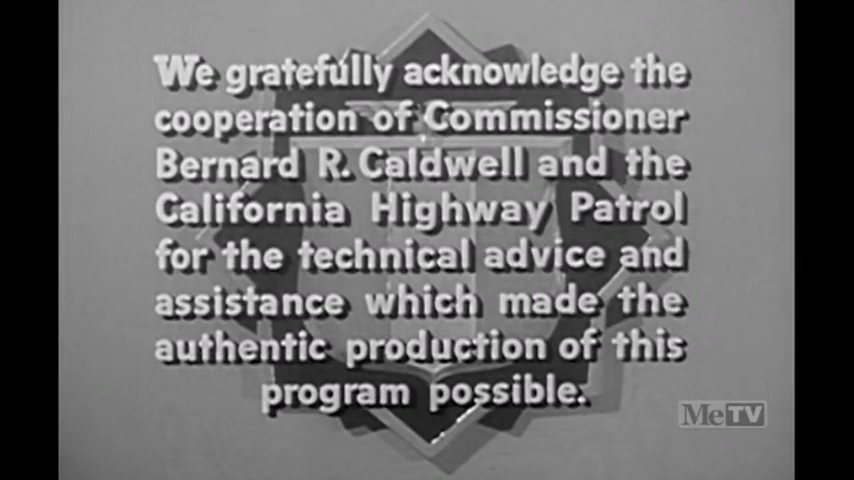 We gratefully acknowledge the
cooperation of Commissioner
Bernard R. Caldwell and the
California Highway Patrol
for the technical advice and
assistance which made the
authentic production of this
program possible.
MeTV